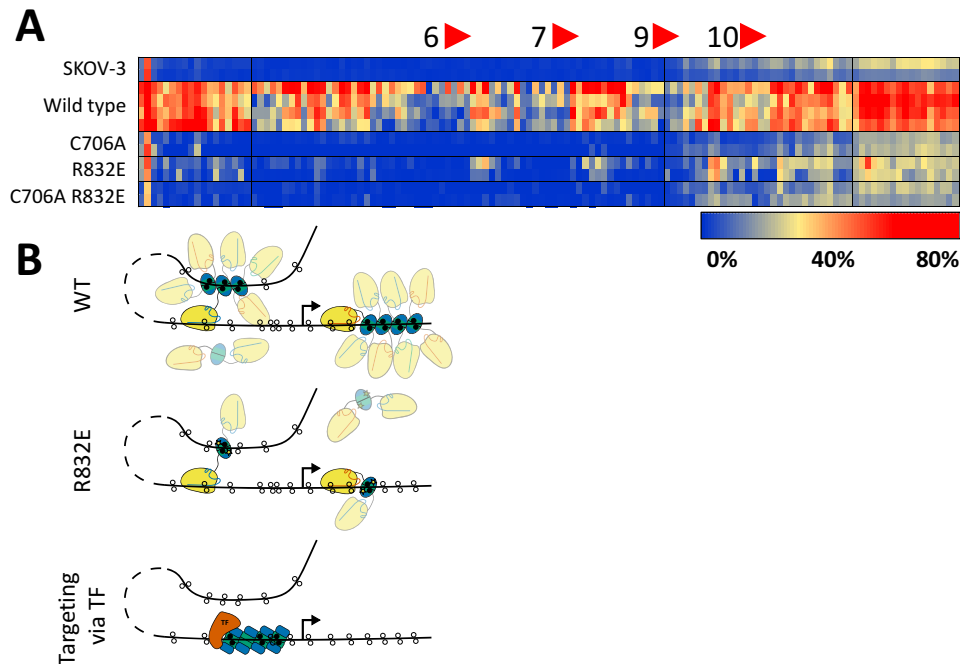 A
6 7 9 10
SKOV-3
Wild type
C706A
R832E
C706A R832E
0% 40% 80%
B
WT
R832E
Targeting
via TF
TF